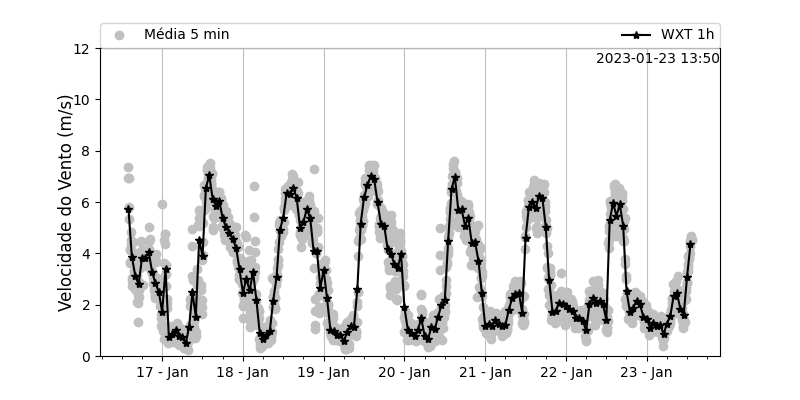 Média 5 min
WXT 1h
2023-01-23 13:50
Velocidade do Vento (m/s)
12
10
8
6
4
2
0
17 - Jan
18 - Jan
19 - Jan
20 - Jan
21 - Jan
22 - Jan
23 - Jan